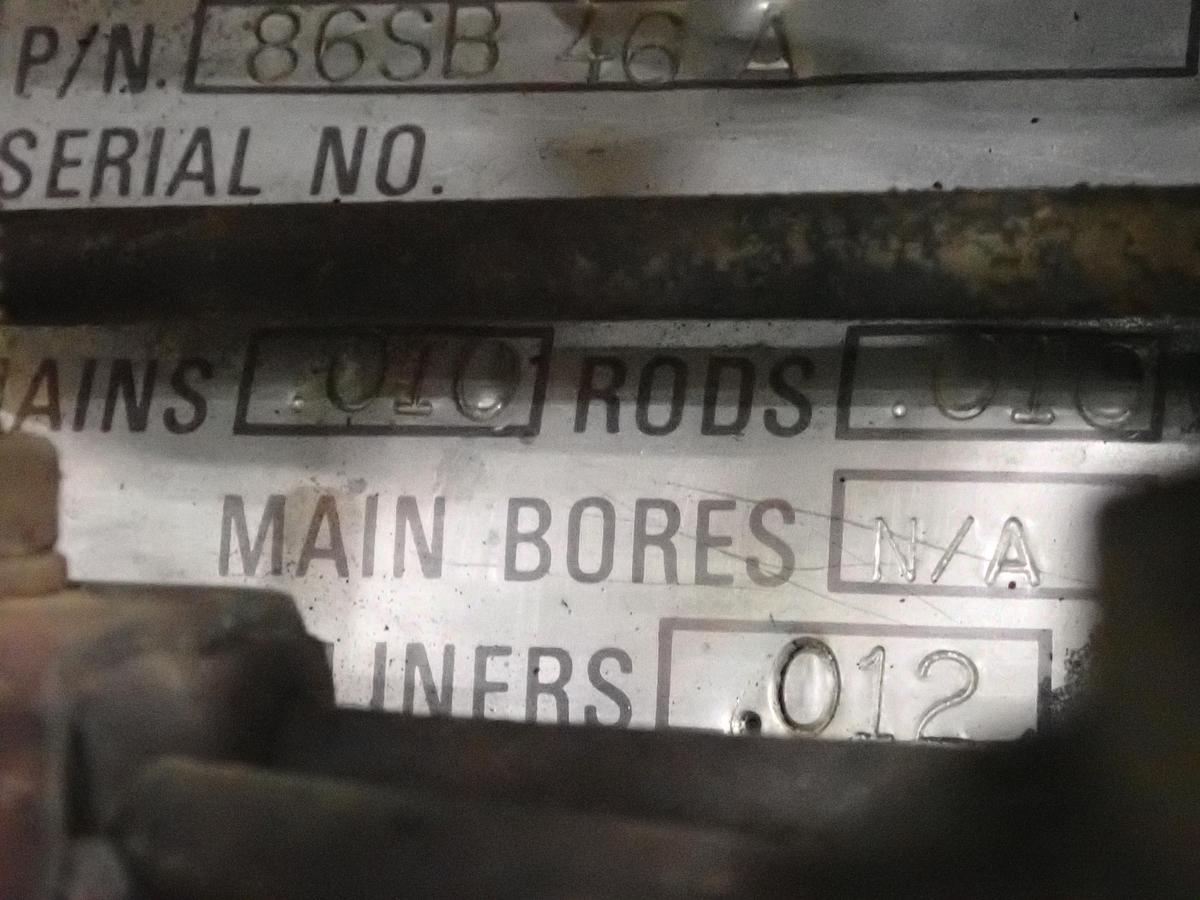 P/N. 86SB 46 A
SERIAL NO.
AINS .010 RODS .010
MAIN BORES N/A
INERS .012